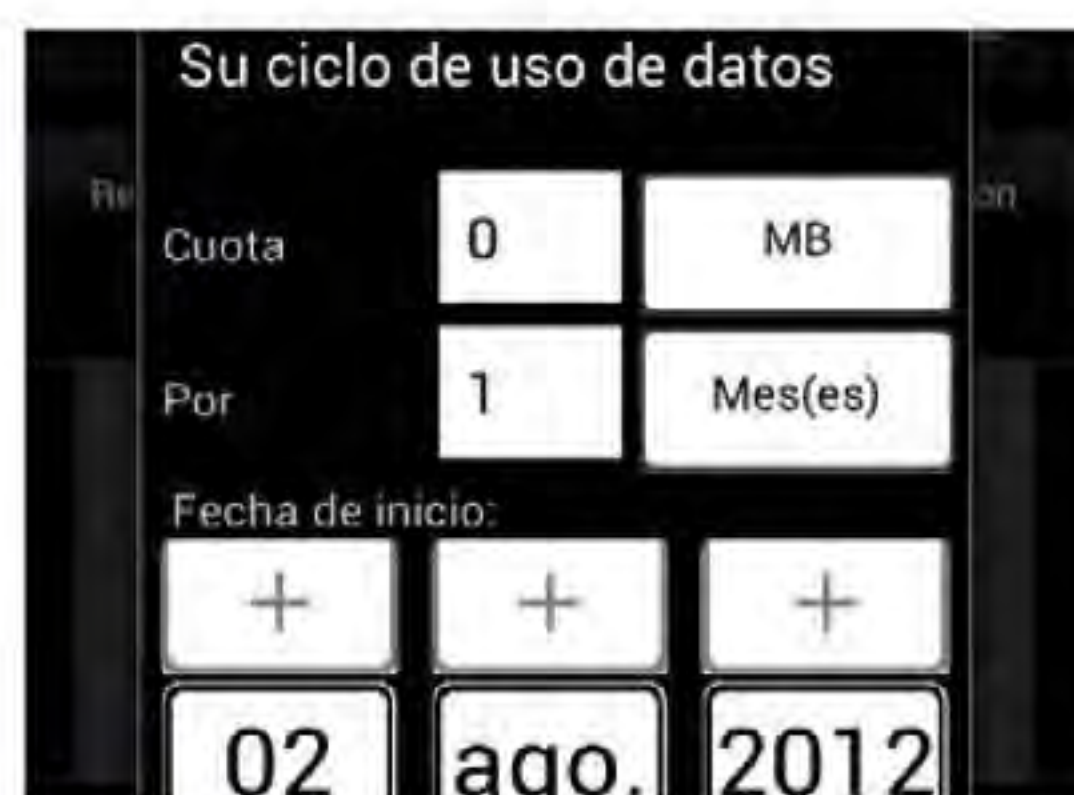 Su ciclo de uso de datos
Cuota 0 MB
Por 1 Mes(es)
Fecha de inicio:
+ + +
02 ago. 2012